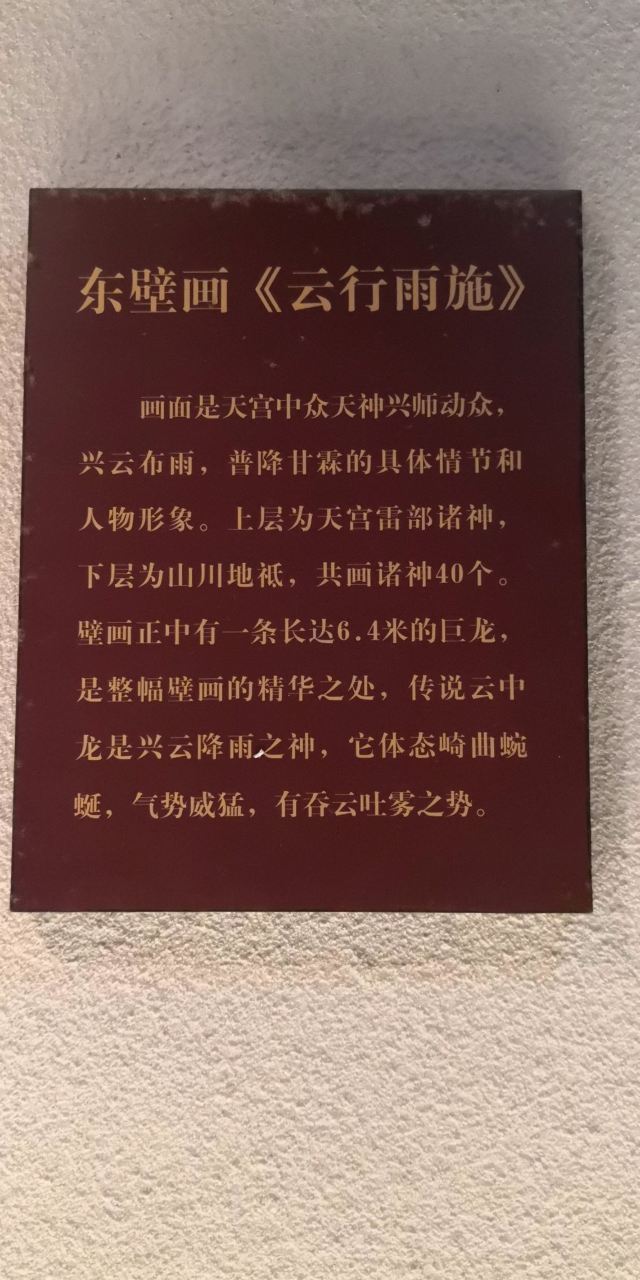 东壁画《云行雨施》
画面是天宫中众天神兴师动众，
兴云布雨，普降甘霖的具体情节和
人物形象。上层为天宫雷部诸神，
下层为山川地祗，共画诸神40个。
壁画正中有一条长达6.4米的巨龙，
是整幅壁画的精华之处，传说云中
龙是兴云降雨之神，它体态崎曲蜿
蜒，气势威猛，有吞云吐雾之势。